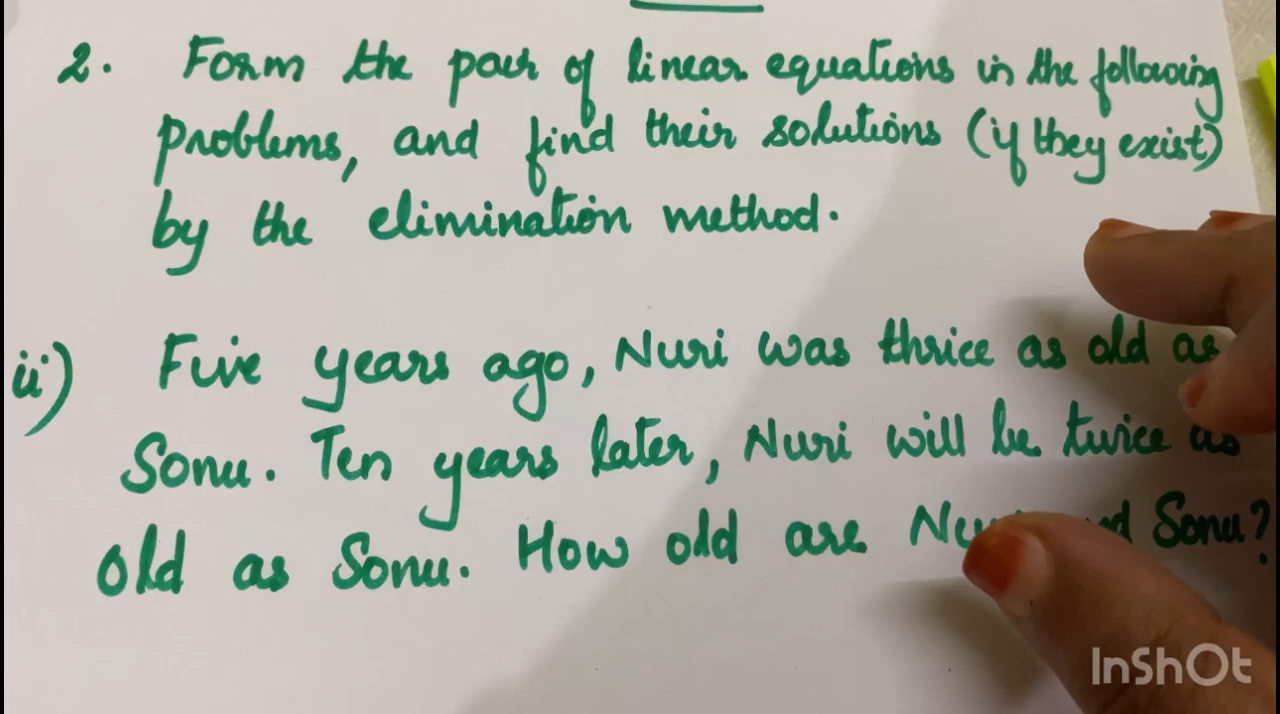 2. Form the pair of linear equations in the following
problems, and find their solutions (if they exist)
by the elimination method.
ii) Five years ago, Nuri was thrice as old as
Sonu. Ten years later, Nuri will be twice as
old as Sonu. How old are Sonu?
InShOt